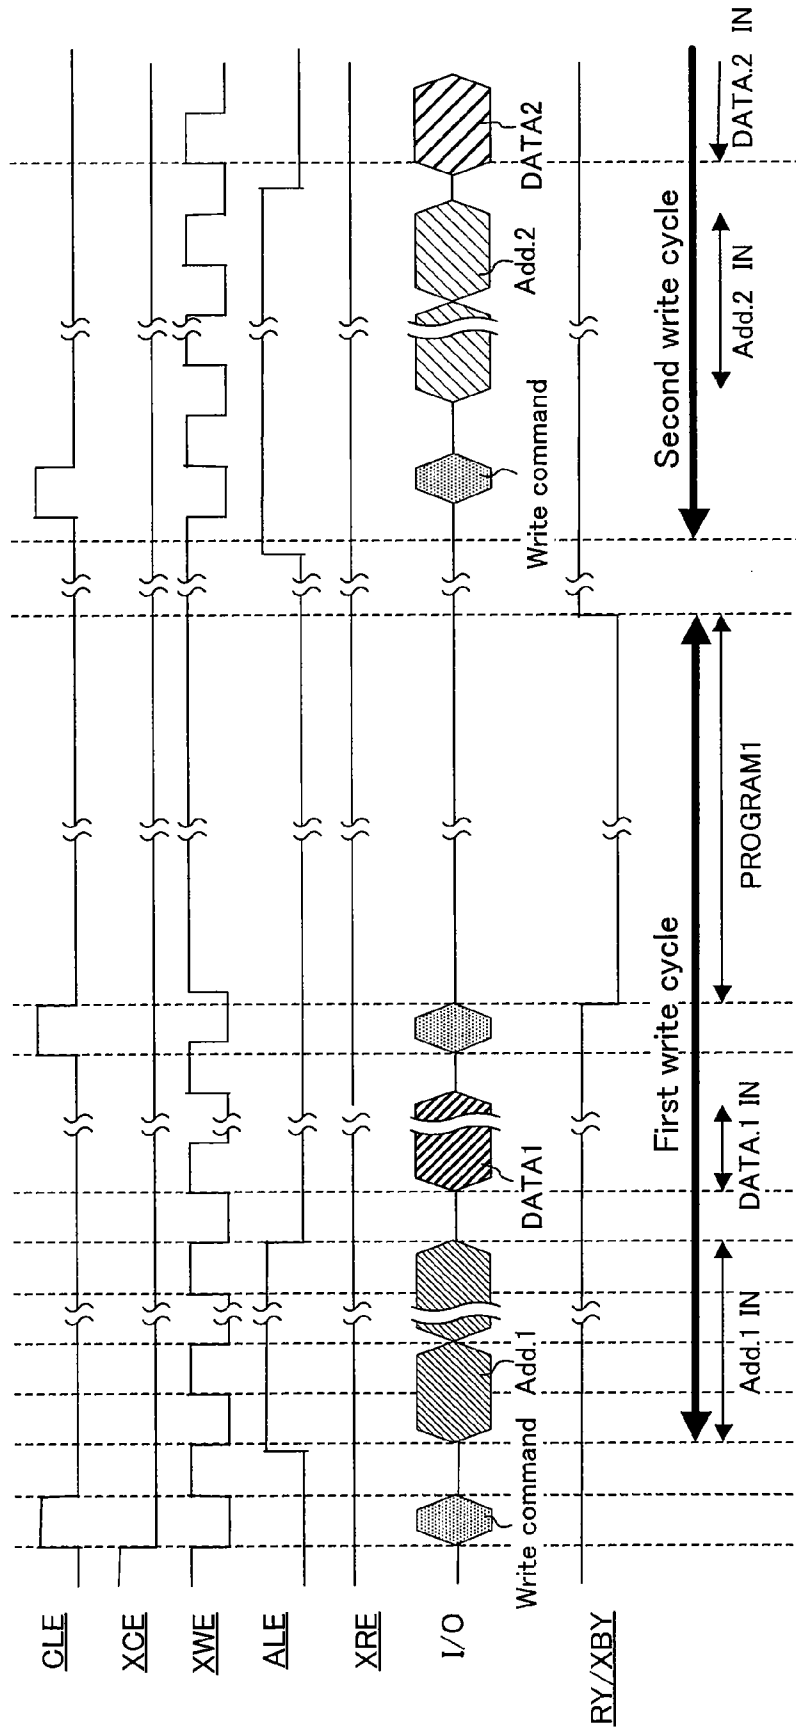 CLE
XCE
XWE
ALE
XRE
I/O
RY/XBY
Write command
Add.1
DATA1
Write command
Add.2
DATA2
First write cycle
Second write cycle
Add.1 IN
DATA.1 IN
PROGRAM1
Add.2 IN
DATA.2 IN